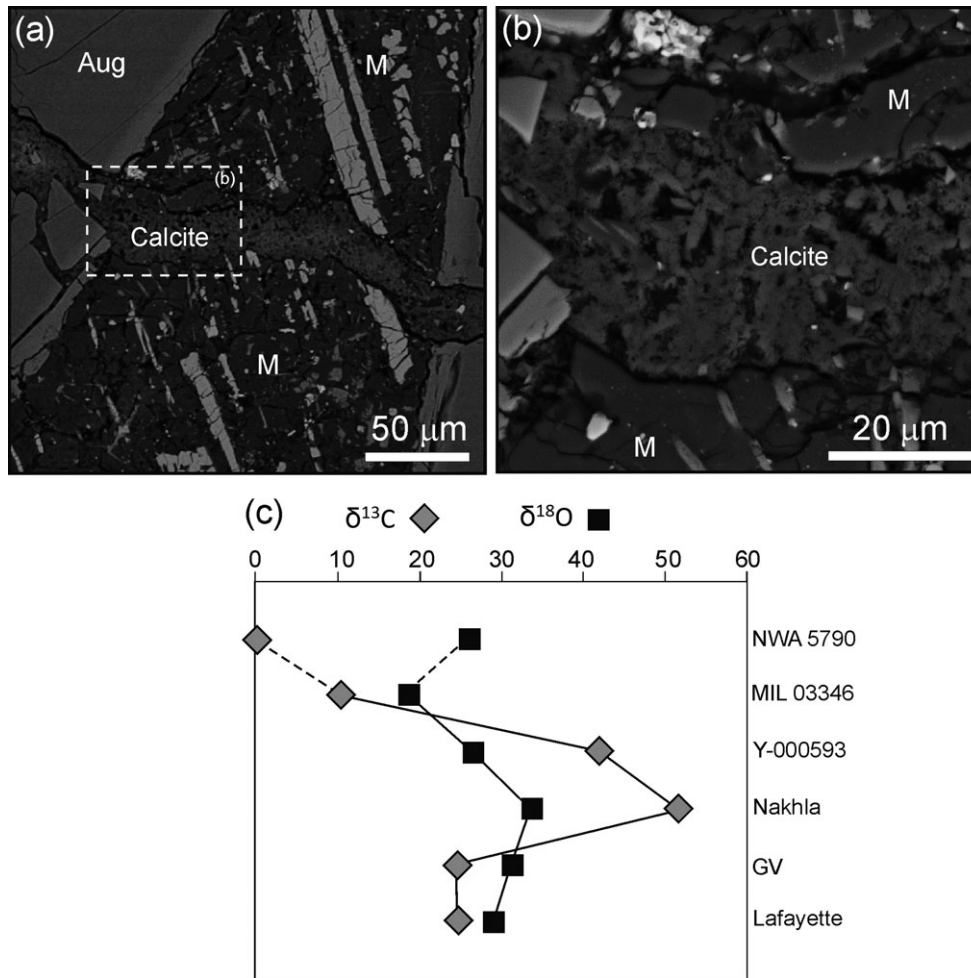 (a)
Aug
M
(b)
Calcite
M
50 μm
(b)
M
Calcite
M
20 μm
(c) δ¹³C δ¹⁸O
0 10 20 30 40 50 60
NWA 5790
MIL 03346
Y-000593
Nakhla
GV
Lafayette